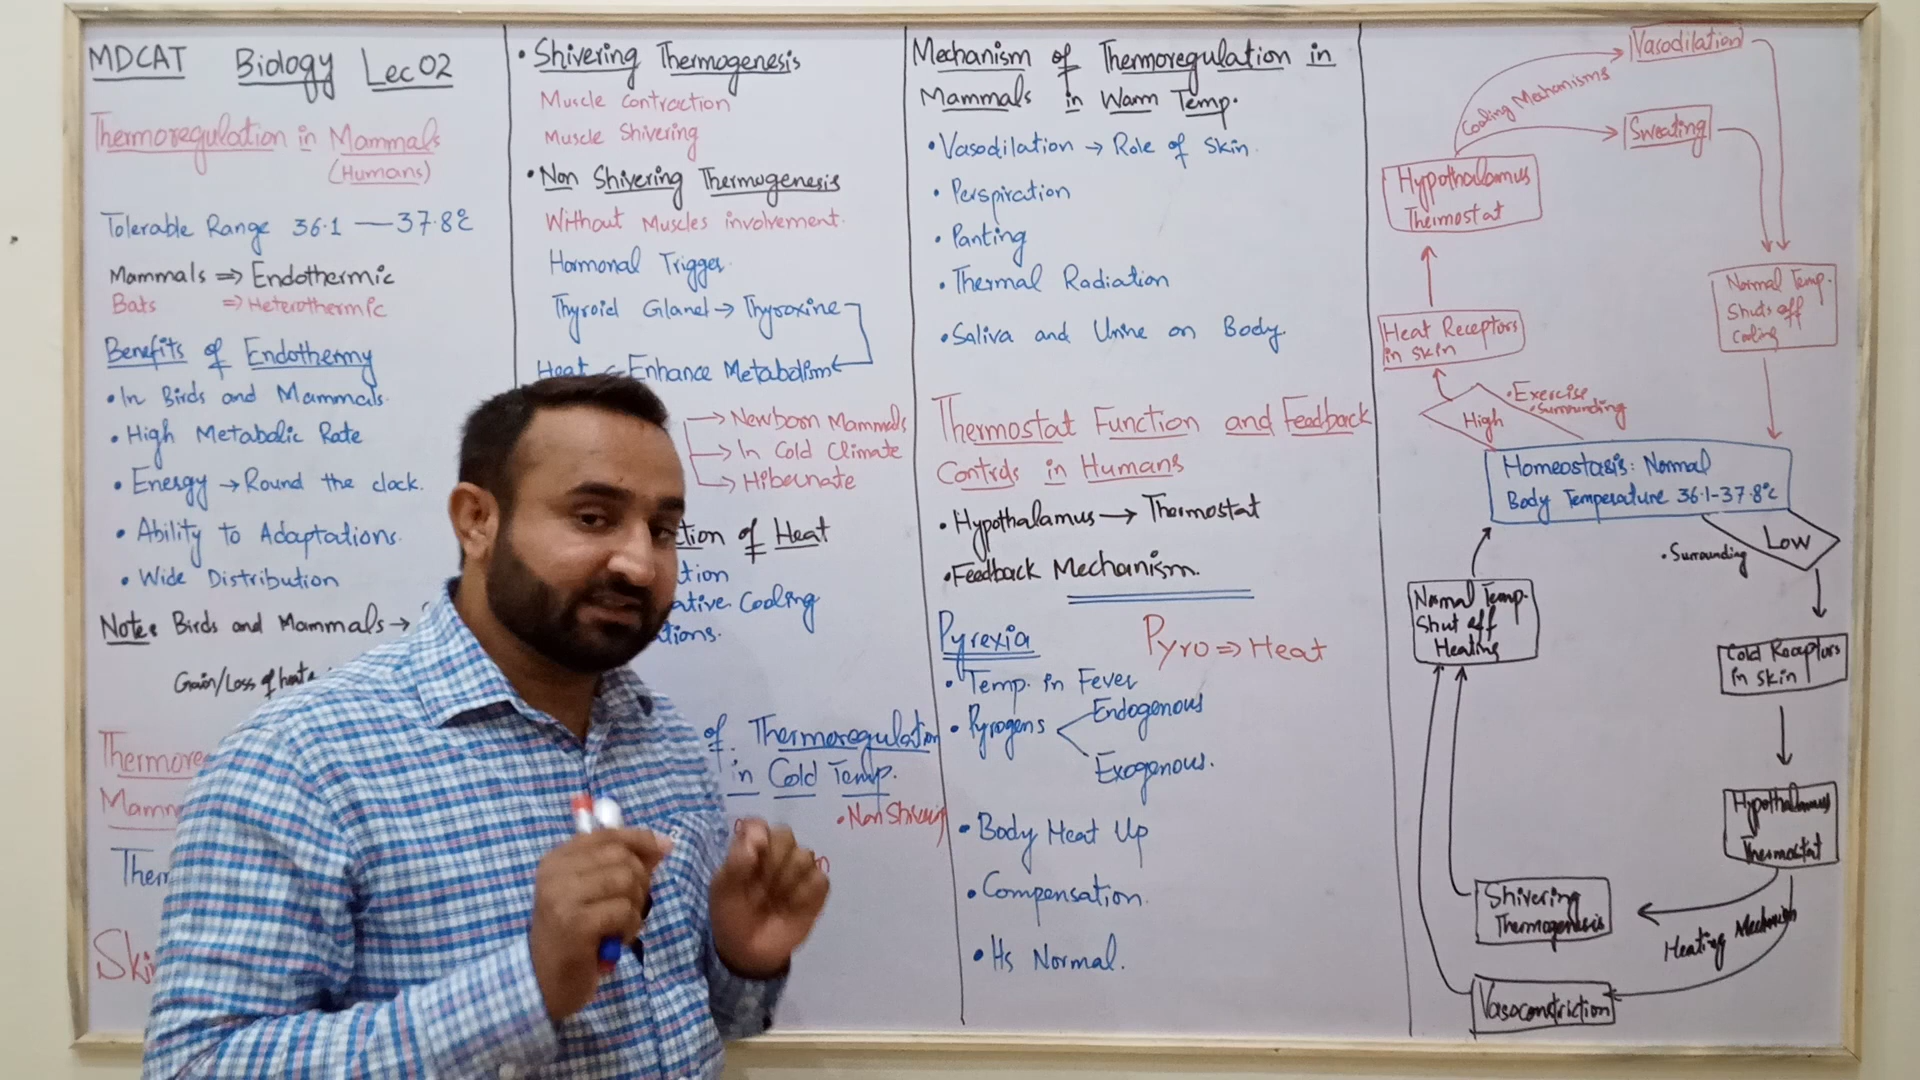 MDCAT Biology Lec 02
Thermoregulation in Mammals
(Humans)
Tolerable Range 36.1 — 37.8°C
Mammals ⇒ Endothermic
Bats ⇒ Heterothermic
Benefits of Endothermy
• In Birds and Mammals.
• High Metabolic Rate
• Energy → Round the clock.
• Ability to Adaptations.
• Wide Distribution
Note: Birds and Mammals →
Gain/Loss of heat
• Shivering Thermogenesis
Muscle Contraction
Muscle Shivering
• Non Shivering Thermogenesis
Without Muscles involvement.
Hormonal Trigger
Thyroid Gland → Thyroxine
Heat ← Enhance Metabolism
→ Newborn Mammals
→ In Cold Climate
→ Hibernate
of Heat
Cooling
of Thermoregulation
in Cold Temp.
• Non Shivering
Mechanism of Thermoregulation in
Mammals in Warm Temp.
• Vasodilation → Role of Skin.
• Perspiration
• Panting
• Thermal Radiation
• Saliva and Urine on Body.
Thermostat Function and Feedback
Controls in Humans
• Hypothalamus → Thermostat
• Feedback Mechanism.
Pyrexia Pyro ⇒ Heat
• Temp. in Fever
• Pyrogens
Endogenous
Exogenous.
• Body Heat Up
• Compensation.
• Hs Normal.
Vasodilation
Cooling Mechanisms
Sweating
Hypothalamus
Thermostat
Normal Temp.
Shuts off
Cooling
Heat Receptors
in skin
• Exercise
• Surrounding
High
Homeostasis: Normal
Body Temperature 36.1-37.8°C
• Surrounding
Low
Normal Temp.
Shut off
Heating
Cold Receptors
in skin
Hypothalamus
Thermostat
Shivering
Thermogenesis
Heating Mechanism
Vasoconstriction